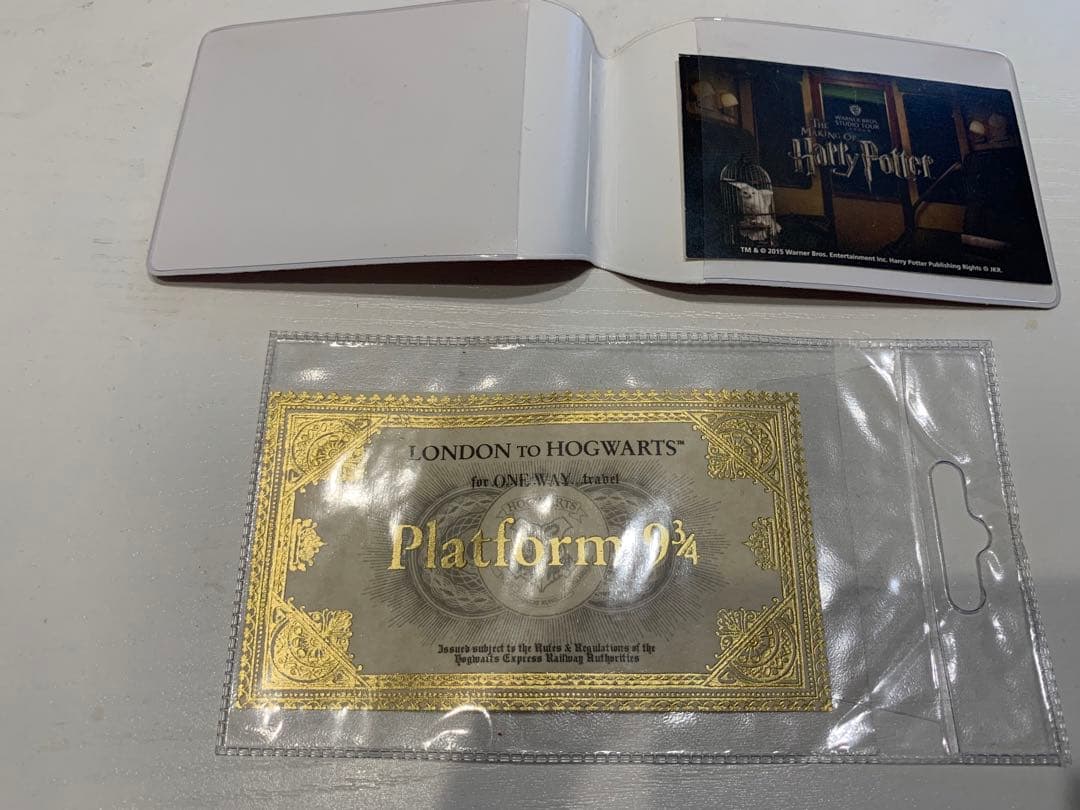 WARNER BROS.
STUDIO TOUR
THE
MAKING OF
Harry Potter
TM & © 2015 Warner Bros. Entertainment Inc. Harry Potter Publishing Rights © JKR.
LONDON TO HOGWARTS™
for ONE WAY...travel
HOGWARTS
Platform 9¾
Issued subject to the Rules & Regulations of the
Hogwarts Express Railway Authorities